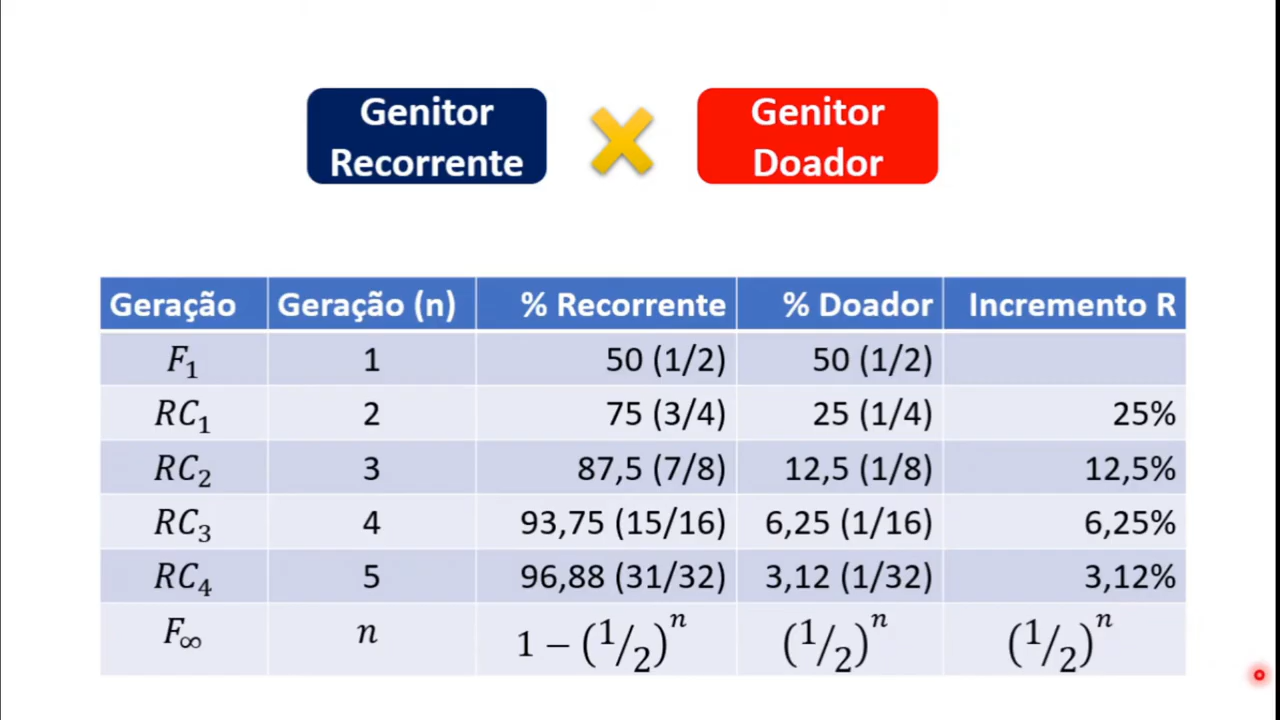 Genitor
Recorrente
Genitor
Doador
Geração Geração (n) % Recorrente % Doador Incremento R
F₁ 1 50 (1/2) 50 (1/2)
RC₁ 2 75 (3/4) 25 (1/4) 25%
RC₂ 3 87,5 (7/8) 12,5 (1/8) 12,5%
RC₃ 4 93,75 (15/16) 6,25 (1/16) 6,25%
RC₄ 5 96,88 (31/32) 3,12 (1/32) 3,12%
F∞ n 1 − (1/2)ⁿ (1/2)ⁿ (1/2)ⁿ